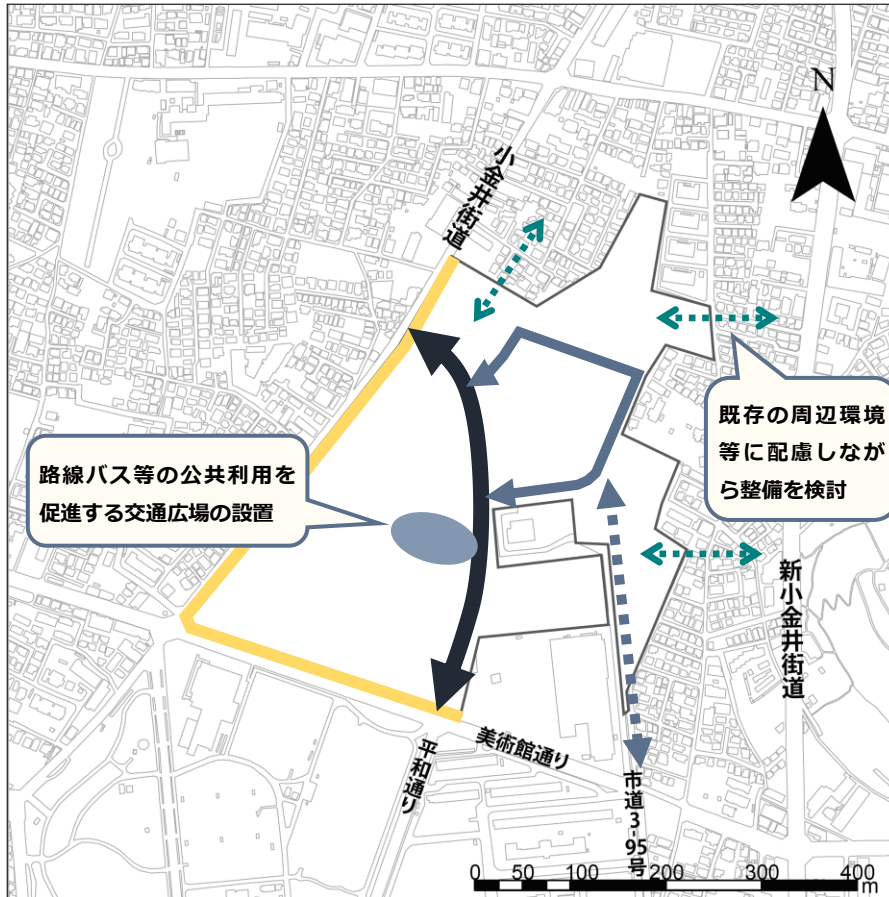 N
小金井街道
既存の周辺環境
等に配慮しなが
ら整備を検討
路線バス等の公共利用を
促進する交通広場の設置
新小金井街道
美術館通り
平和通り
市道3-95号
0 50 100 200 300 400
m